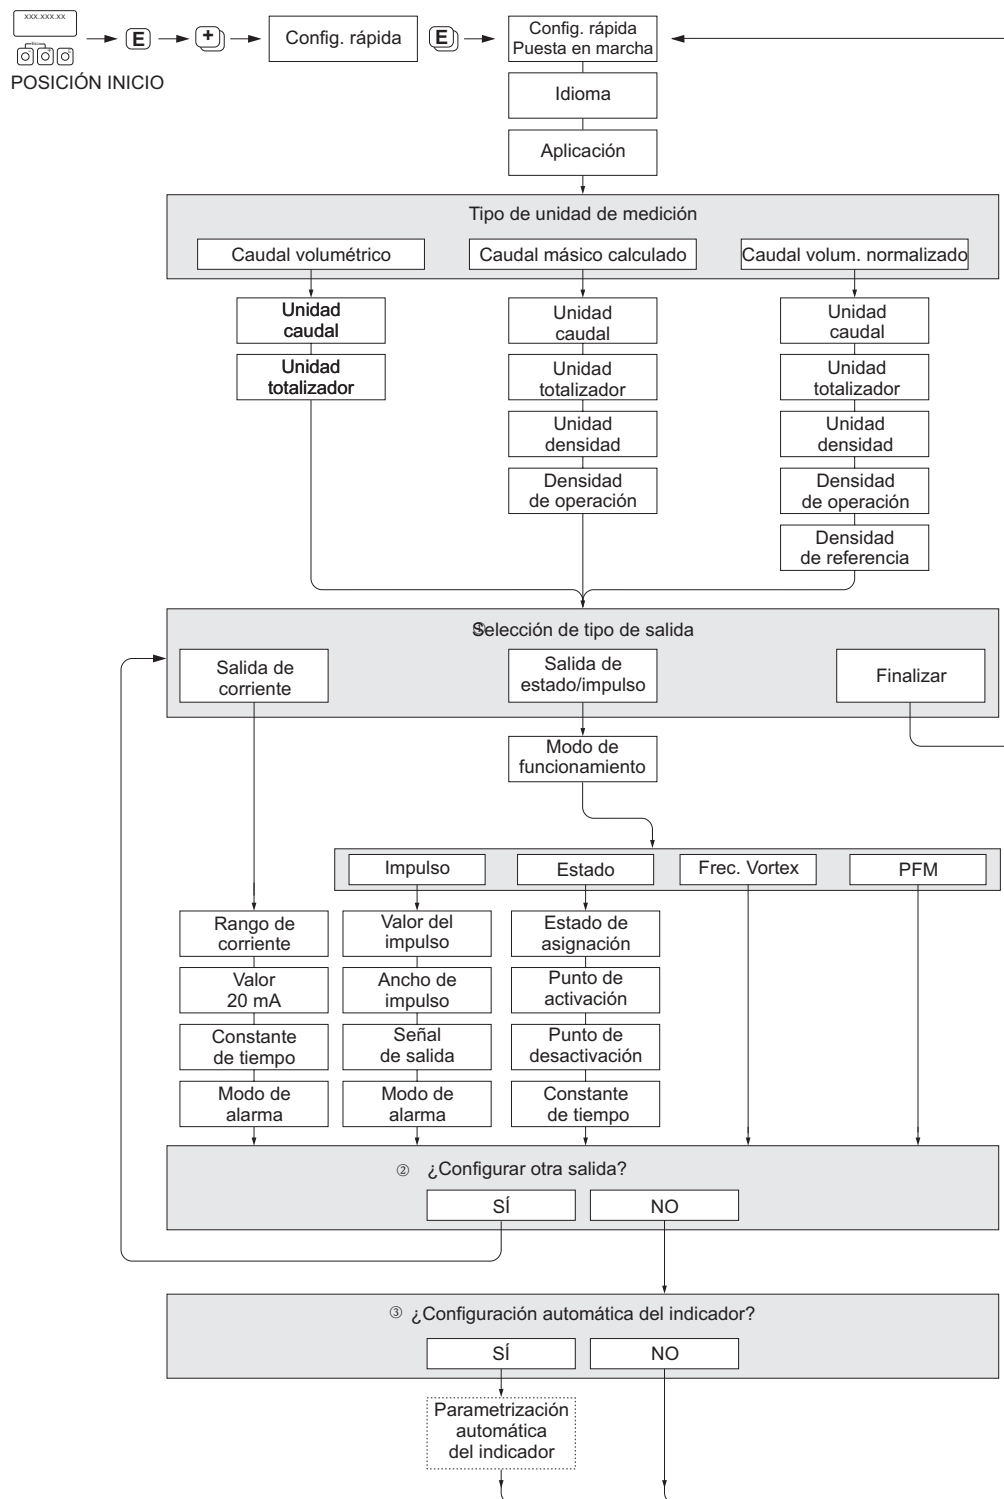 xxx.xxx.xx
E
+
Config. rápida
E
Config. rápida
Puesta en marcha
POSICIÓN INICIO
Idioma
Aplicación
Tipo de unidad de medición
Caudal volumétrico
Caudal másico calculado
Caudal volum. normalizado
Unidad
caudal
Unidad
totalizador
Unidad
caudal
Unidad
totalizador
Unidad
densidad
Densidad
de operación
Unidad
caudal
Unidad
totalizador
Unidad
densidad
Densidad
de operación
Densidad
de referencia
Selección de tipo de salida
Salida de
corriente
Salida de
estado/impulso
Finalizar
Modo de
funcionamiento
Impulso
Estado
Frec. Vortex
PFM
Rango de
corriente
Valor
20 mA
Constante
de tiempo
Modo de
alarma
Valor del
impulso
Ancho de
impulso
Señal
de salida
Modo de
alarma
Estado de
asignación
Punto de
activación
Punto de
desactivación
Constante
de tiempo
② ¿Configurar otra salida?
SÍ
NO
③ ¿Configuración automática del indicador?
SÍ
NO
Parametrización
automática
del indicador